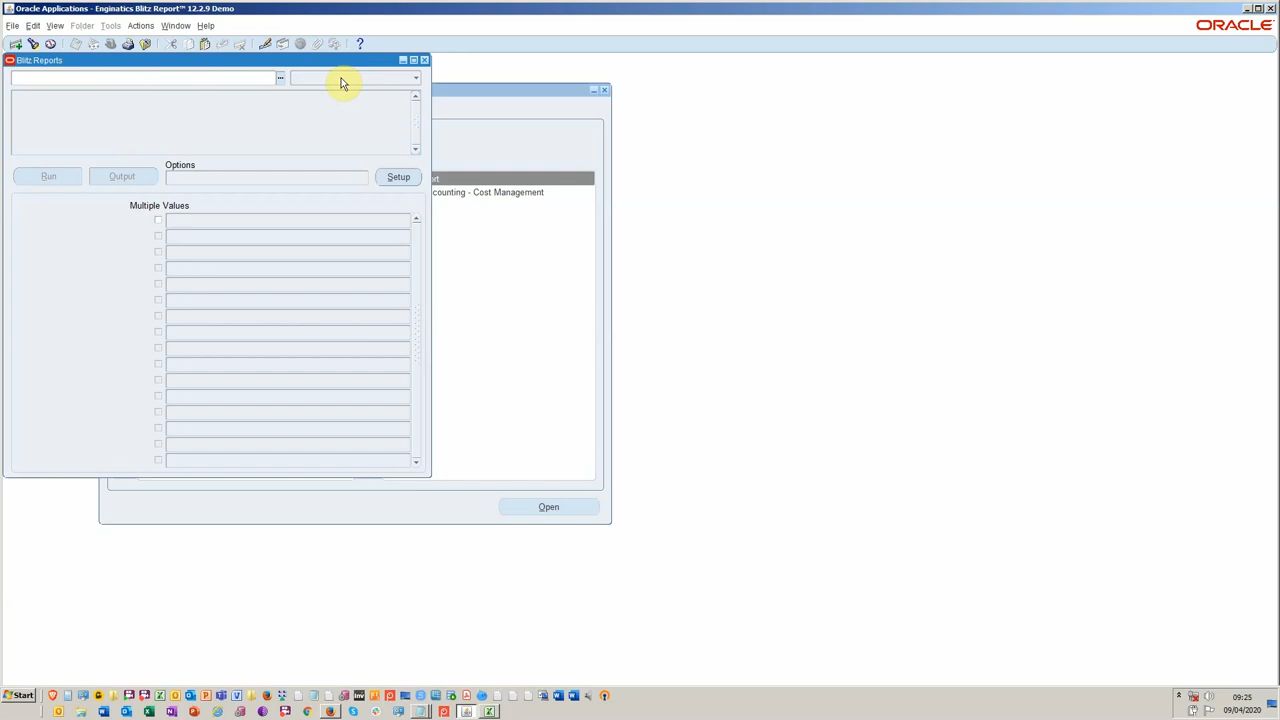 Oracle Applications - Enginatics Blitz Report™ 12.2.9 Demo
File Edit View Folder Tools Actions Window Help
ORACLE
Blitz Reports
Options
Run Output Setup
ort
Multiple Values
counting - Cost Management
Open
Start
09:25
09/04/2020